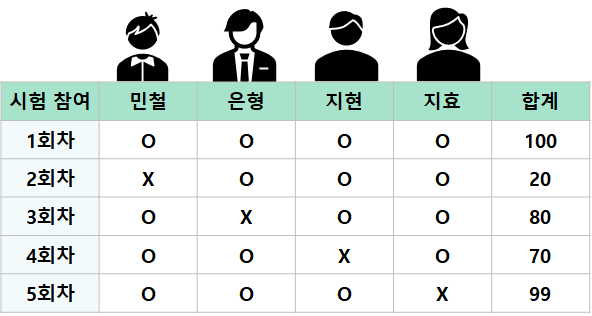 시험 참여 민철 은형 지현 지효 합계
1회차 O O O O 100
2회차 X O O O 20
3회차 O X O O 80
4회차 O O X O 70
5회차 O O O X 99